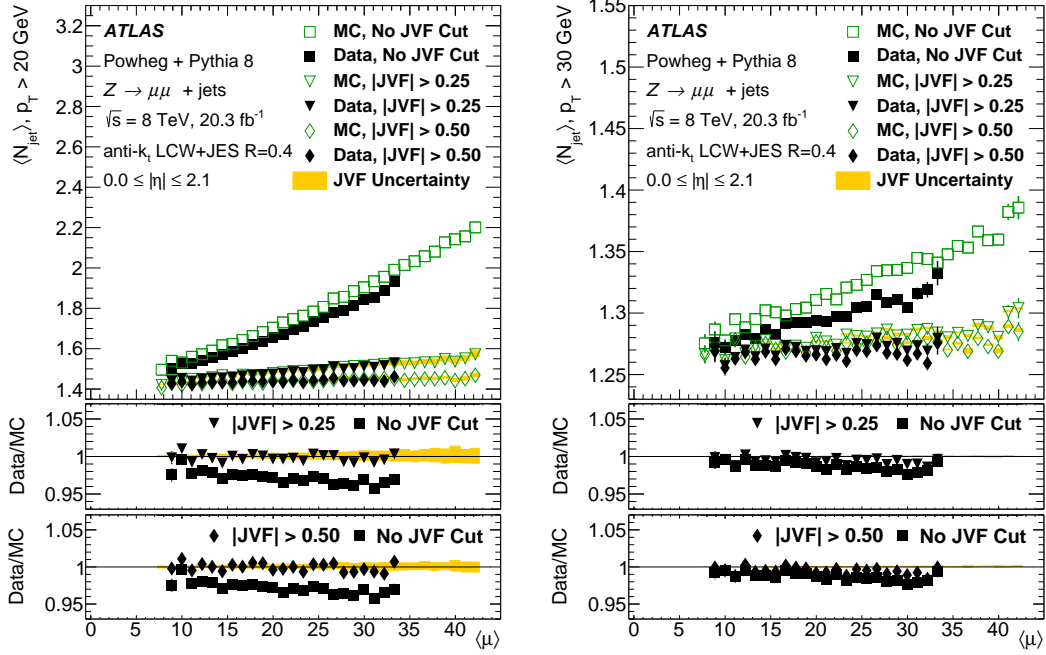 ⟨N_jet⟩, p_T > 20 GeV
3.2
3
2.8
2.6
2.4
2.2
2
1.8
1.6
1.4
ATLAS
Powheg + Pythia 8
Z → μμ + jets
√s = 8 TeV, 20.3 fb⁻¹
anti-k_t LCW+JES R=0.4
0.0 ≤ |η| ≤ 2.1
MC, No JVF Cut
Data, No JVF Cut
MC, |JVF| > 0.25
Data, |JVF| > 0.25
MC, |JVF| > 0.50
Data, |JVF| > 0.50
JVF Uncertainty
Data/MC
1.05
1
0.95
|JVF| > 0.25 No JVF Cut
Data/MC
1.05
1
0.95
|JVF| > 0.50 No JVF Cut
0 5 10 15 20 25 30 35 40
⟨μ⟩
⟨N_jet⟩, p_T > 30 GeV
1.55
1.5
1.45
1.4
1.35
1.3
1.25
ATLAS
Powheg + Pythia 8
Z → μμ + jets
√s = 8 TeV, 20.3 fb⁻¹
anti-k_t LCW+JES R=0.4
0.0 ≤ |η| ≤ 2.1
MC, No JVF Cut
Data, No JVF Cut
MC, |JVF| > 0.25
Data, |JVF| > 0.25
MC, |JVF| > 0.50
Data, |JVF| > 0.50
JVF Uncertainty
Data/MC
1.05
1
0.95
|JVF| > 0.25 No JVF Cut
Data/MC
1.05
1
0.95
|JVF| > 0.50 No JVF Cut
0 5 10 15 20 25 30 35 40
⟨μ⟩